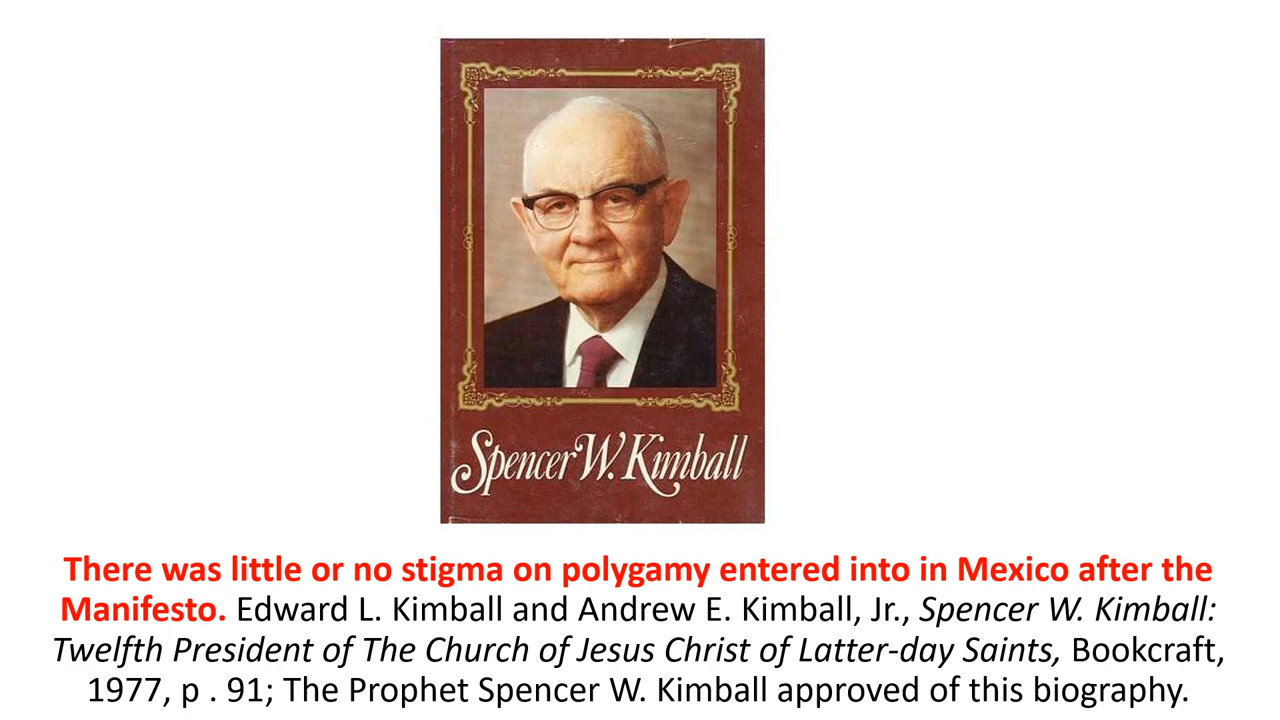 Spencer W. Kimball
There was little or no stigma on polygamy entered into in Mexico after the
Manifesto. Edward L. Kimball and Andrew E. Kimball, Jr., Spencer W. Kimball:
Twelfth President of The Church of Jesus Christ of Latter-day Saints, Bookcraft,
1977, p . 91; The Prophet Spencer W. Kimball approved of this biography.